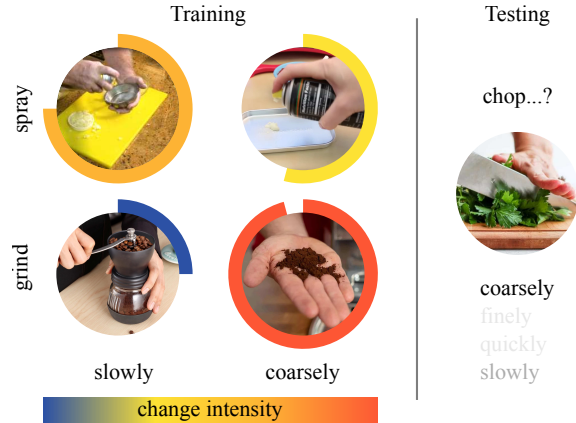 Training
Testing
spray
grind
slowly
coarsely
change intensity
chop...?
coarsely
finely
quickly
slowly